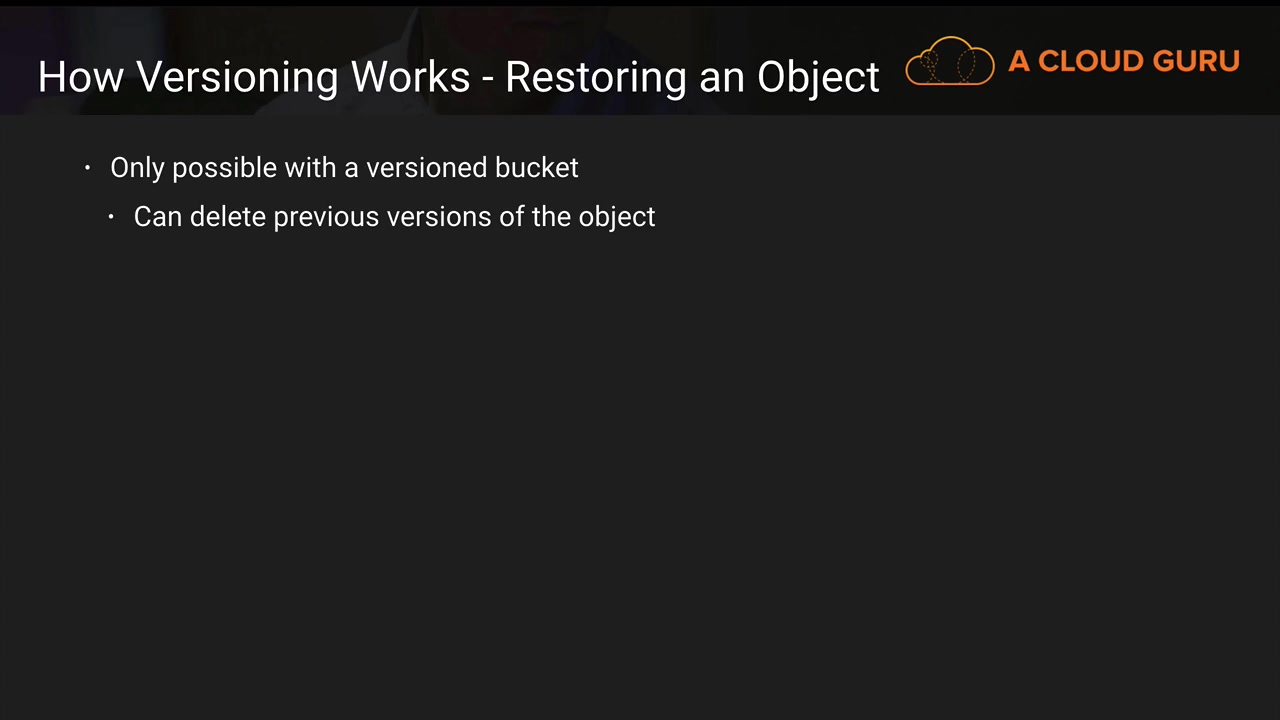 How Versioning Works - Restoring an Object
A CLOUD GURU
· Only possible with a versioned bucket
· Can delete previous versions of the object